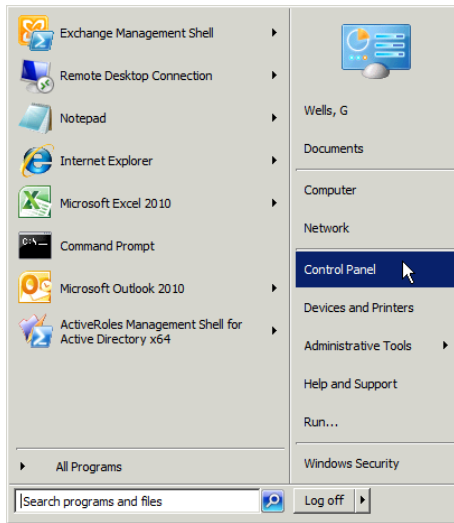 Exchange Management Shell
Remote Desktop Connection
Notepad
Internet Explorer
Microsoft Excel 2010
C:\_
Command Prompt
Microsoft Outlook 2010
ActiveRoles Management Shell for
Active Directory x64
All Programs
Search programs and files
Wells, G
Documents
Computer
Network
Control Panel
Devices and Printers
Administrative Tools
Help and Support
Run...
Windows Security
Log off